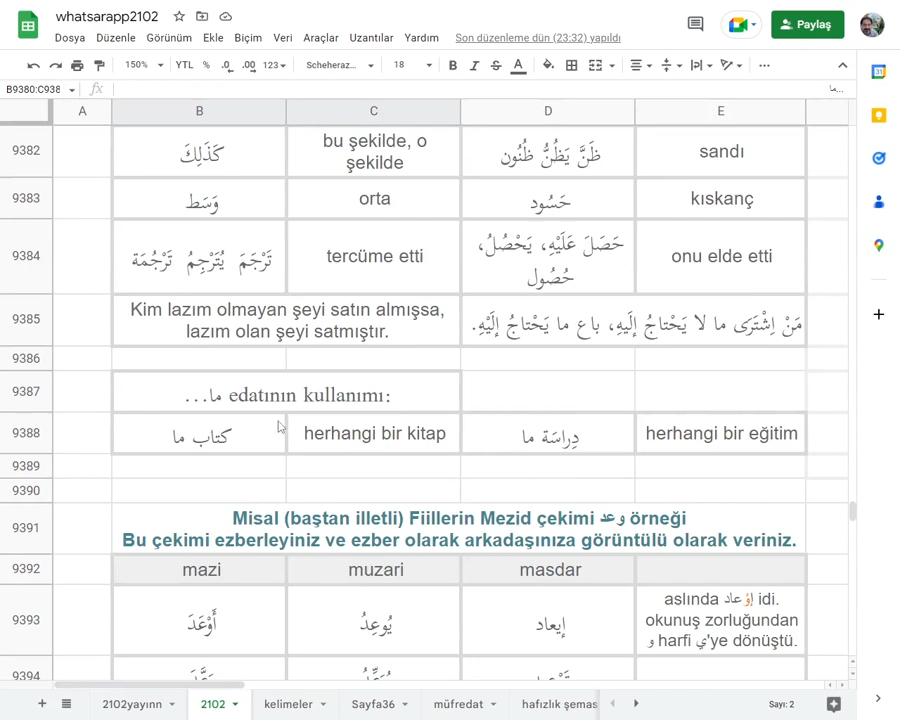 whatsarapp2102
Dosya Düzenle Görünüm Ekle Biçim Veri Araçlar Uzantılar Yardım Son düzenleme dün (23:32) yapıldı
Paylaş
150% YTL % .0 .00 123 Scheheraz... 18 B I S A
B9380:C938 fx ما...
A B C D E
9382 كَذَلِكَ bu şekilde, o şekilde ظَنَّ يَظُنُّ ظُنُون sandı
9383 وَسَط orta حَسُود kıskanç
9384 تَرْجَمَ يُتَرْجِمُ تَرْجُمَة tercüme etti حَصَلَ عَلَيْهِ، يَحْصُلُ، حُصُول onu elde etti
9385 Kim lazım olmayan şeyi satın almışsa, lazım olan şeyi satmıştır. مَنْ اِشْتَرَى ما لا يَحْتاجُ إلَيهِ، باع ما يَحْتاجُ إلَيْهِ.
9386
9387 ...ما edatının kullanımı:
9388 كتاب ما herhangi bir kitap دِراسَة ما herhangi bir eğitim
9389
9390
9391 Misal (baştan illetli) Fiillerin Mezid çekimi وعد örneği
Bu çekimi ezberleyiniz ve ezber olarak arkadaşınıza görüntülü olarak veriniz.
9392 mazi muzari masdar
9393 أَوْعَدَ يُوعِدُ إيعاد aslında إوْعاد idi. okunuş zorluğundan و harfi ي'ye dönüştü.
9394
2102yayınn 2102 kelimeler Sayfa36 müfredat hafızlık şemas Sayı: 2